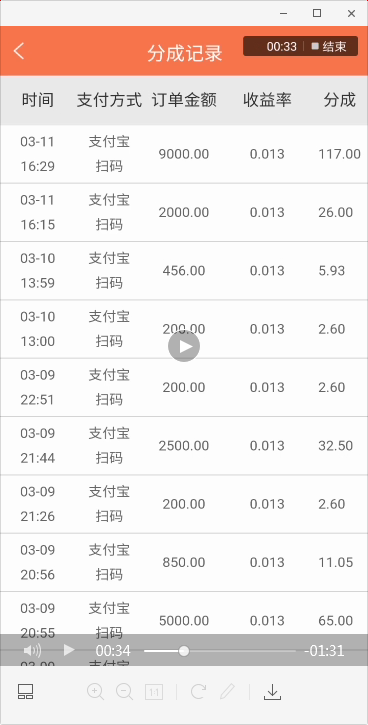 分成记录
00:33 结束
时间 支付方式 订单金额 收益率 分成
03-11 16:29 支付宝扫码 9000.00 0.013 117.00
03-11 16:15 支付宝扫码 2000.00 0.013 26.00
03-10 13:59 支付宝扫码 456.00 0.013 5.93
03-10 13:00 支付宝扫码 200.00 0.013 2.60
03-09 22:51 支付宝扫码 200.00 0.013 2.60
03-09 21:44 支付宝扫码 2500.00 0.013 32.50
03-09 21:26 支付宝扫码 200.00 0.013 2.60
03-09 20:56 支付宝扫码 850.00 0.013 11.05
03-09 20:55 支付宝扫码 5000.00 0.013 65.00
00:34 -01:31
1:1